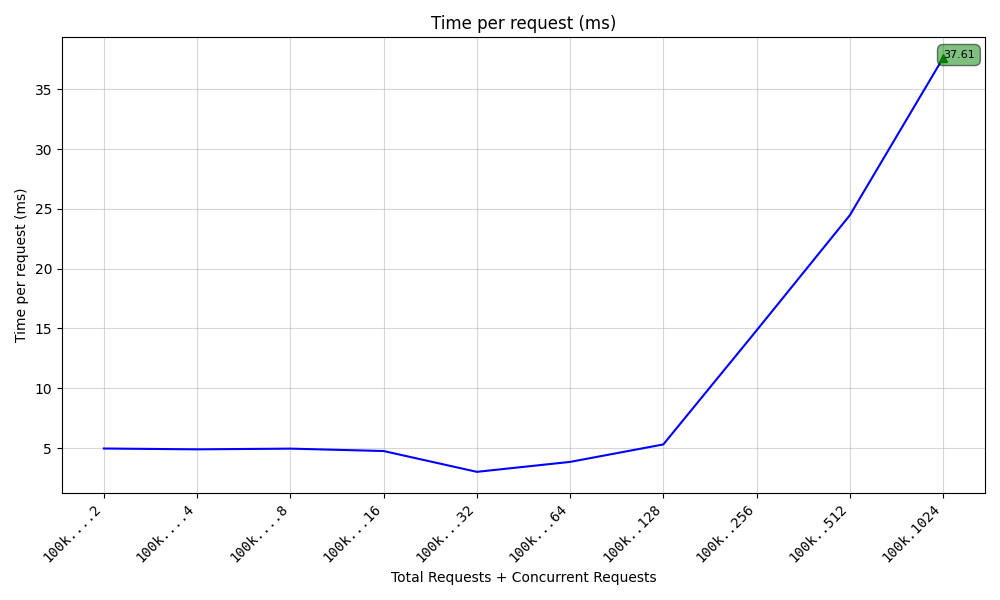 Time per request (ms)
37.61
35
30
25
20
15
10
5
Time per request (ms)
100k....2
100k....4
100k....8
100k...16
100k...32
100k...64
100k..128
100k..256
100k..512
100k.1024
Total Requests + Concurrent Requests